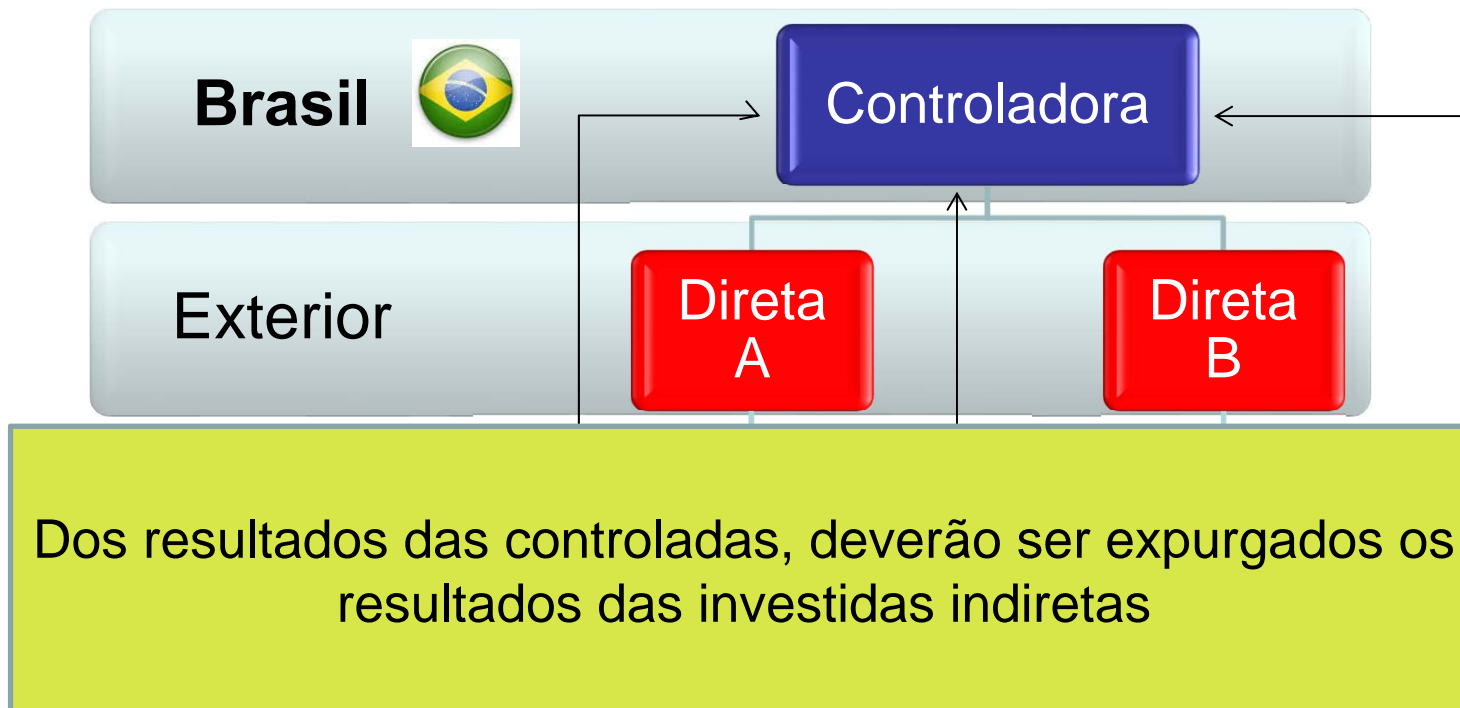 Brasil
Controladora
Exterior
Direta
A
Direta
B
Dos resultados das controladas, deverão ser expurgados os
resultados das investidas indiretas